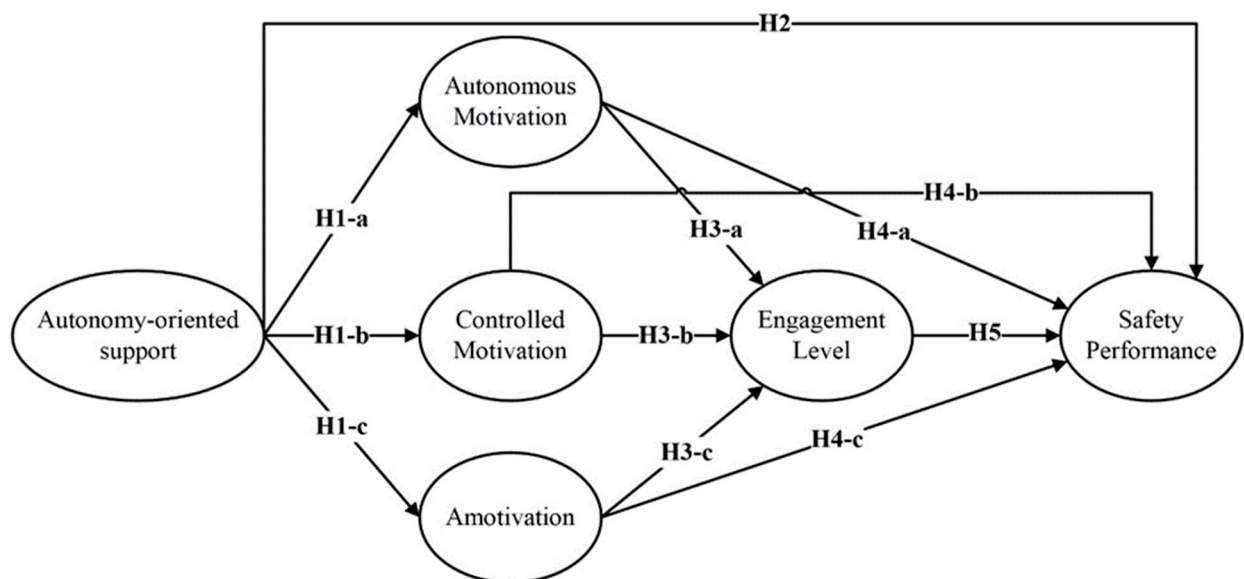 H2
Autonomous
Motivation
H1-a
H4-b
H3-a
H4-a
Autonomy-oriented
support
H1-b
Controlled
Motivation
H3-b
Engagement
Level
H5
Safety
Performance
H1-c
H3-c
H4-c
Amotivation